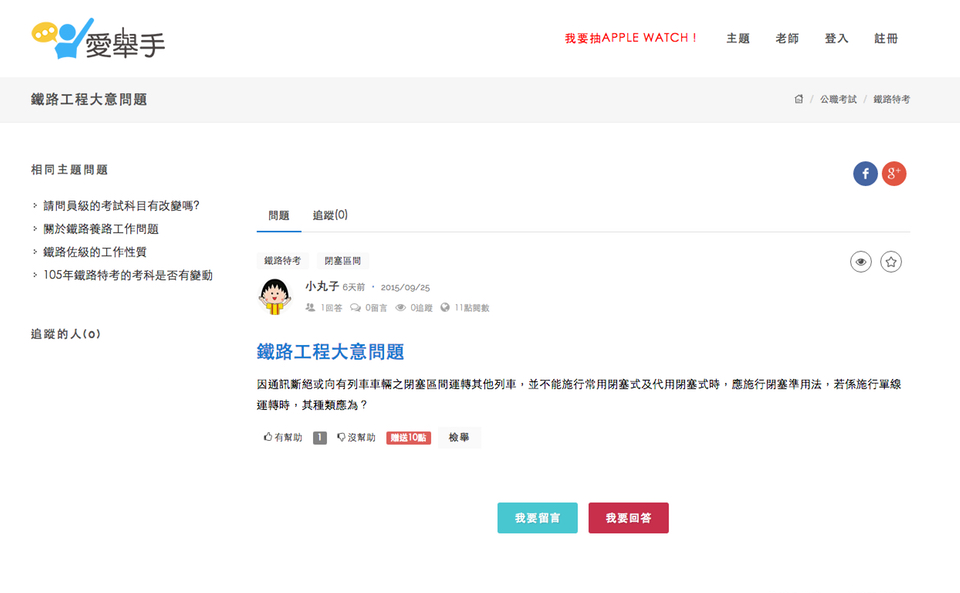 愛舉手
我要抽APPLE WATCH！ 主題 老師 登入 註冊
鐵路工程大意問題
/ 公職考試 / 鐵路特考
相同主題問題
請問員級的考試科目有改變嗎?
關於鐵路養路工作問題
鐵路佐級的工作性質
105年鐵路特考的考科是否有變動
追蹤的人(0)
f g+
問題 追蹤(0)
鐵路特考 閉塞區間
小丸子 6天前 · 2015/09/25
1回答 0留言 0追蹤 11點閱數
鐵路工程大意問題
因通訊斷絕或向有列車車輛之閉塞區間運轉其他列車，並不能施行常用閉塞式及代用閉塞式時，應施行閉塞準用法，若係施行單線
運轉時，其種類應為？
有幫助 1 沒幫助 贈送10點 檢舉
我要留言 我要回答